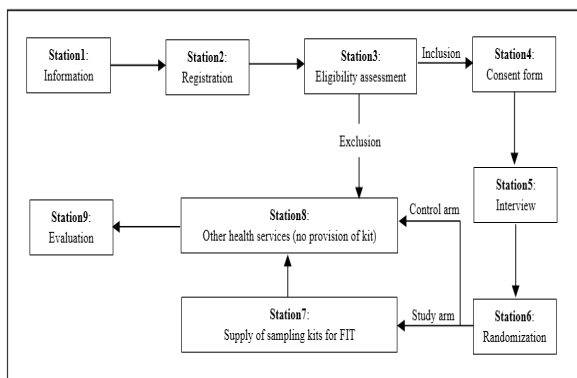 Station1:
Information
Station2:
Registration
Station3:
Eligibility assessment
Inclusion
Station4:
Consent form
Exclusion
Station5:
Interview
Station9:
Evaluation
Station8:
Other health services (no provision of kit)
Control arm
Station7:
Supply of sampling kits for FIT
Study arm
Station6:
Randomization